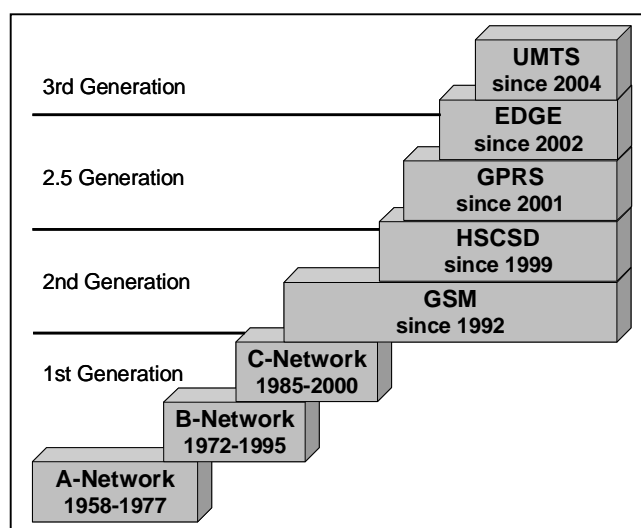 UMTS
since 2004
3rd Generation
EDGE
since 2002
2.5 Generation
GPRS
since 2001
HSCSD
since 1999
2nd Generation
GSM
since 1992
C-Network
1985-2000
1st Generation
B-Network
1972-1995
A-Network
1958-1977